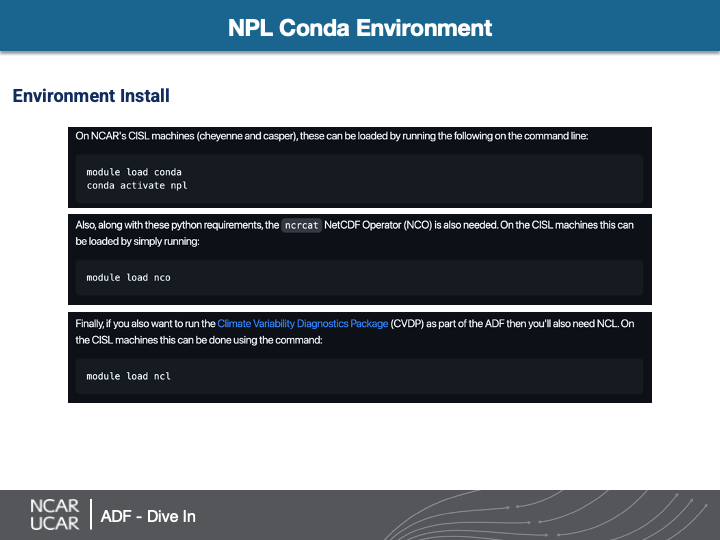 NPL Conda Environment
Environment Install
On NCAR's CISL machines (cheyenne and casper), these can be loaded by running the following on the command line:
module load conda
conda activate npl
Also, along with these python requirements, the ncrcat NetCDF Operator (NCO) is also needed. On the CISL machines this can
be loaded by simply running:
module load nco
Finally, if you also want to run the Climate Variability Diagnostics Package (CVDP) as part of the ADF then you'll also need NCL. On
the CISL machines this can be done using the command:
module load ncl
NCAR
UCAR
ADF - Dive In